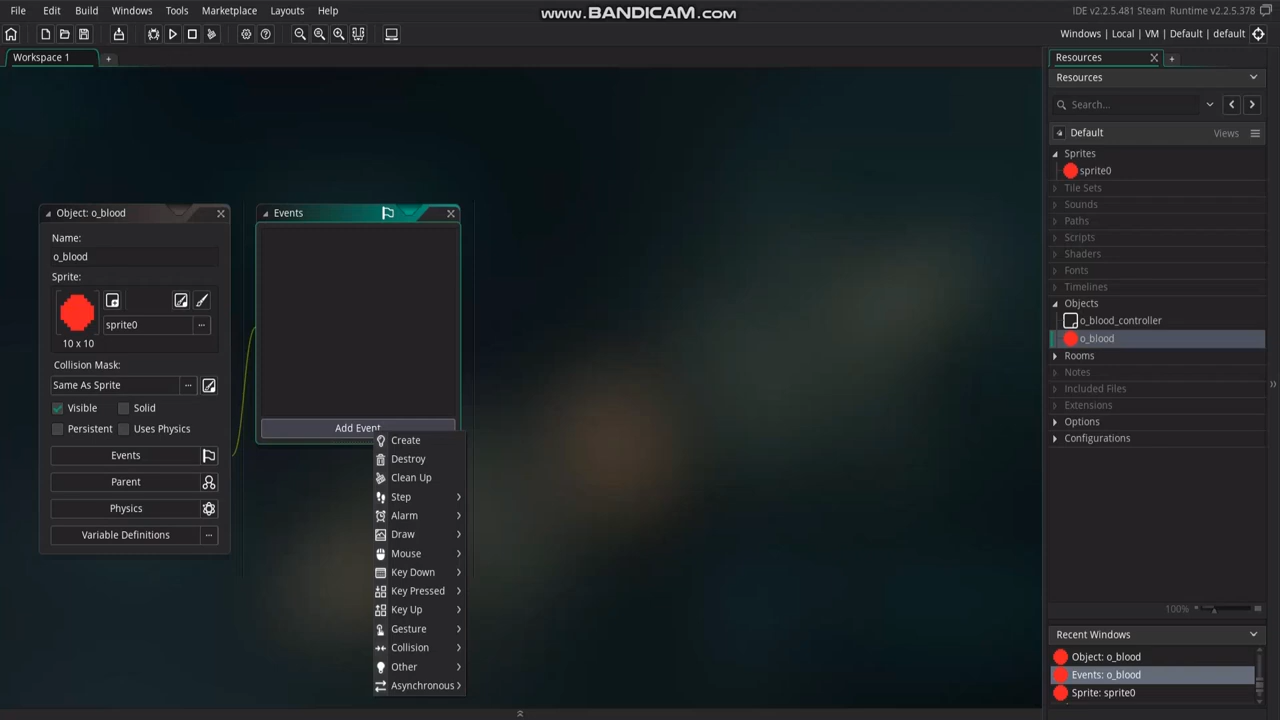 File Edit Build Windows Tools Marketplace Layouts Help
www.BANDICAM.com
IDE v2.2.5.481 Steam Runtime v2.2.5.378
Windows | Local | VM | Default | default
Workspace 1
Resources
Resources
Search...
Default
Views
Sprites
sprite0
Tile Sets
Sounds
Paths
Scripts
Shaders
Fonts
Timelines
Objects
o_blood_controller
o_blood
Rooms
Notes
Included Files
Extensions
Options
Configurations
100%
Recent Windows
Object: o_blood
Events: o_blood
Sprite: sprite0
Object: o_blood
Name:
o_blood
Sprite:
sprite0
10 x 10
Collision Mask:
Same As Sprite
Visible
Solid
Persistent
Uses Physics
Events
Parent
Physics
Variable Definitions
Events
Add Event
Create
Destroy
Clean Up
Step
Alarm
Draw
Mouse
Key Down
Key Pressed
Key Up
Gesture
Collision
Other
Asynchronous